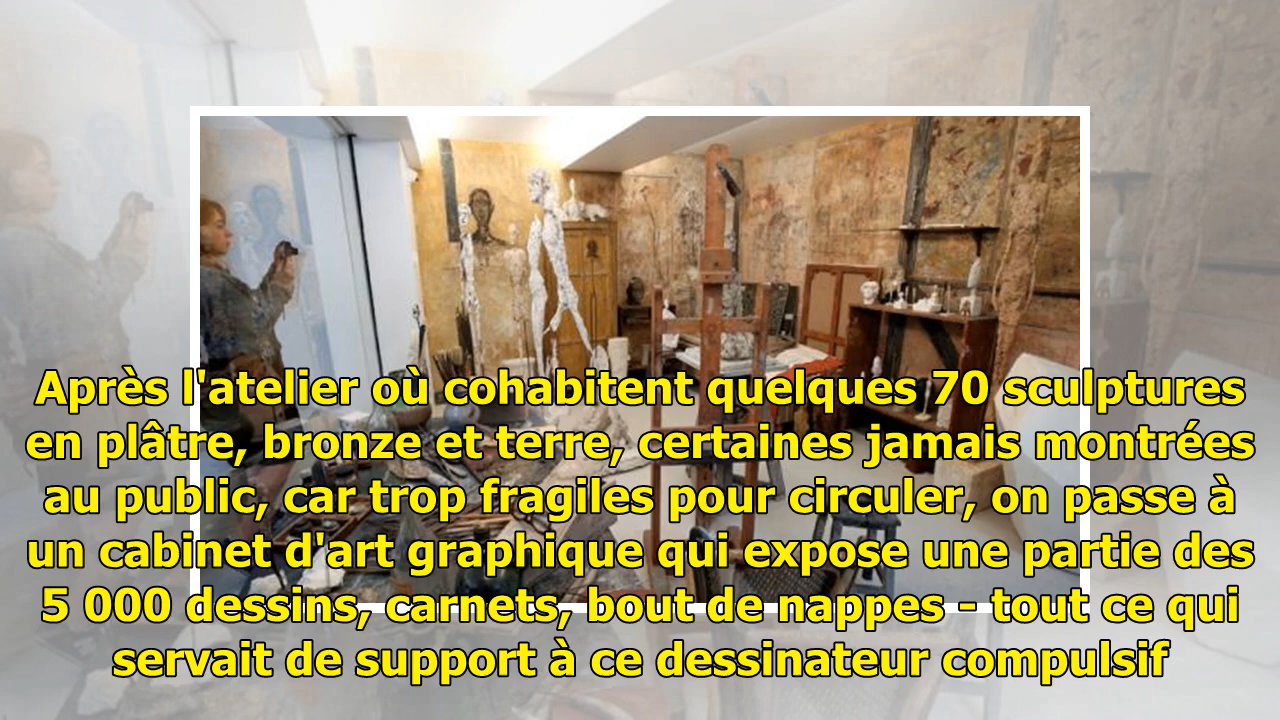 Après l'atelier où cohabitent quelques 70 sculptures
en plâtre, bronze et terre, certaines jamais montrées
au public, car trop fragiles pour circuler, on passe à
un cabinet d'art graphique qui expose une partie des
5 000 dessins, carnets, bout de nappes - tout ce qui
servait de support à ce dessinateur compulsif